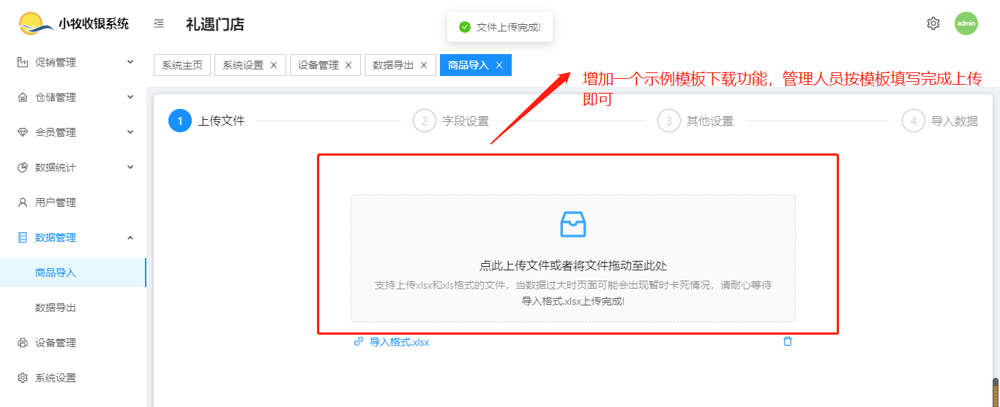 小牧收银系统
礼遇门店
文件上传完成!
admin
促销管理
仓储管理
会员管理
数据统计
用户管理
数据管理
商品导入
数据导出
设备管理
系统设置
系统主页
系统设置
设备管理
数据导出
商品导入
增加一个示例模板下载功能，管理人员按模板填写完成上传
即可
1 上传文件
2 字段设置
3 其他设置
4 导入数据
点此上传文件或者将文件拖动至此处
支持上传xlsx和xls格式的文件，当数据过大时页面可能会出现暂时卡死情况，请耐心等待
导入格式.xlsx上传完成!
导入格式.xlsx